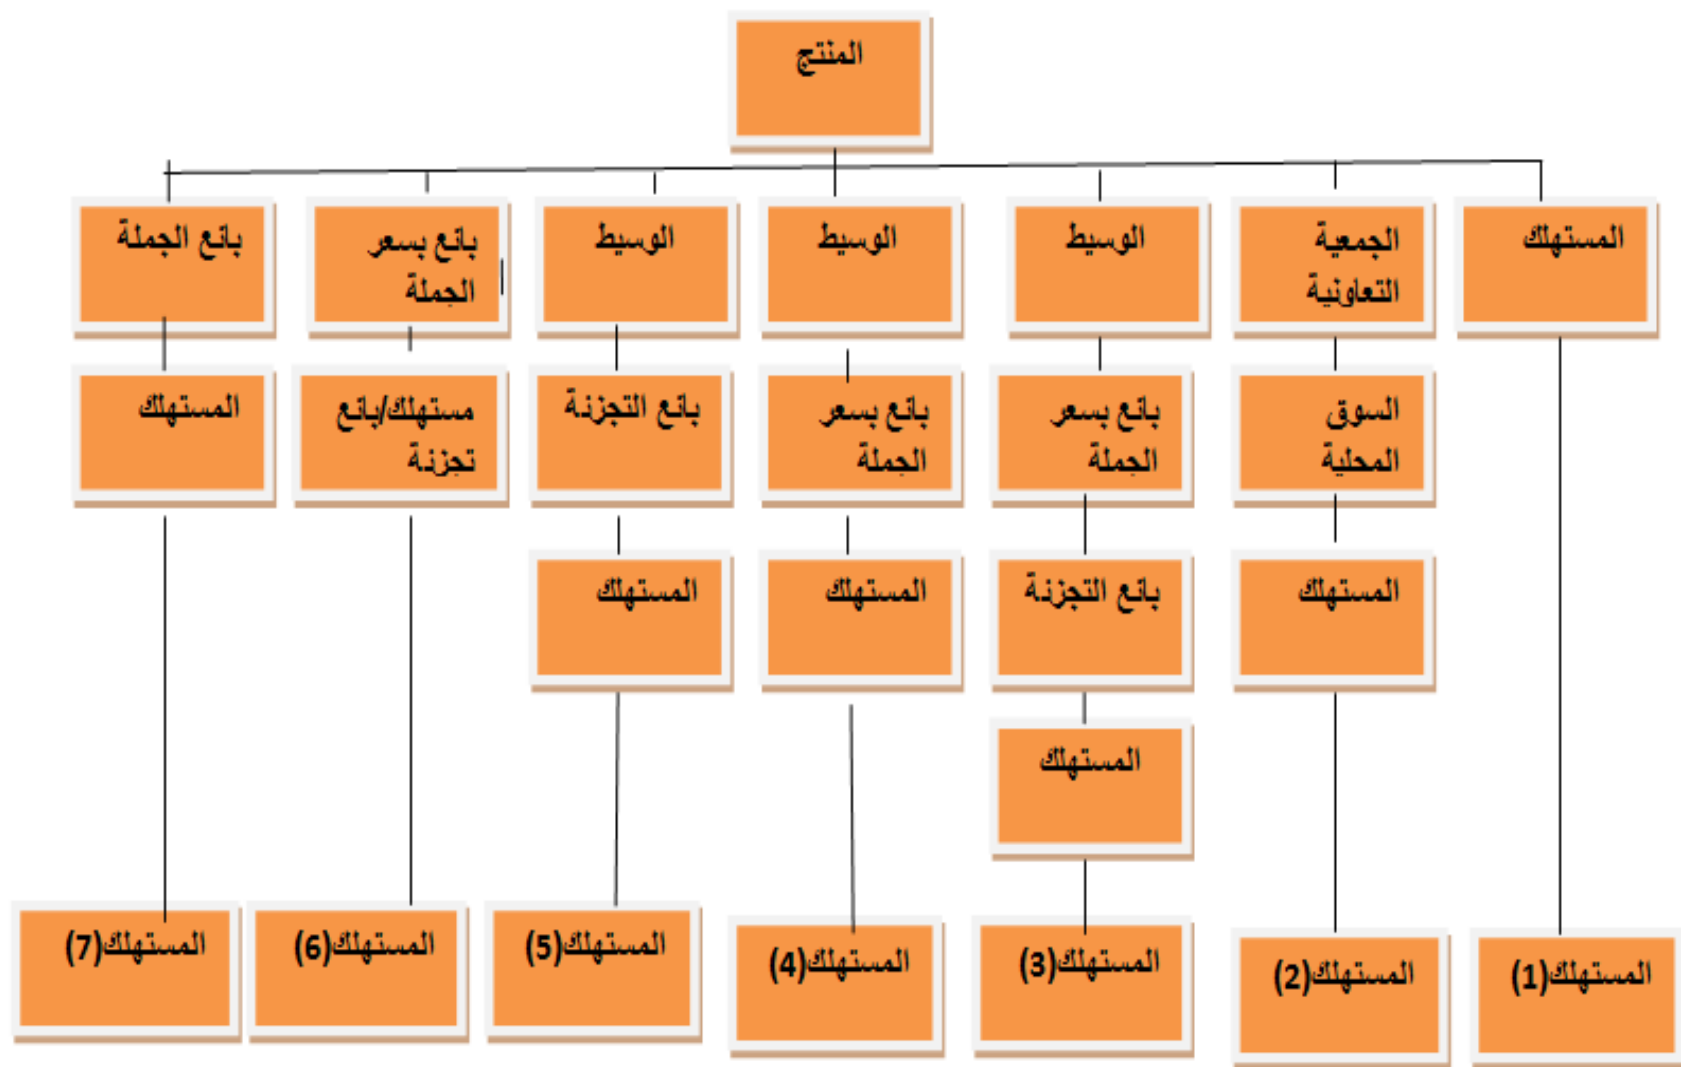 المنتج
المستهلك
الجمعية
التعاونية
الوسيط
الوسيط
الوسيط
بائع بسعر
الجملة
بائع الجملة
السوق
المحلية
بائع بسعر
الجملة
بائع بسعر
الجملة
بائع التجزئة
مستهلك/بائع
تجزئة
المستهلك
المستهلك
بائع التجزئة
المستهلك
المستهلك
المستهلك
المستهلك(1)
المستهلك(2)
المستهلك(3)
المستهلك(4)
المستهلك(5)
المستهلك(6)
المستهلك(7)